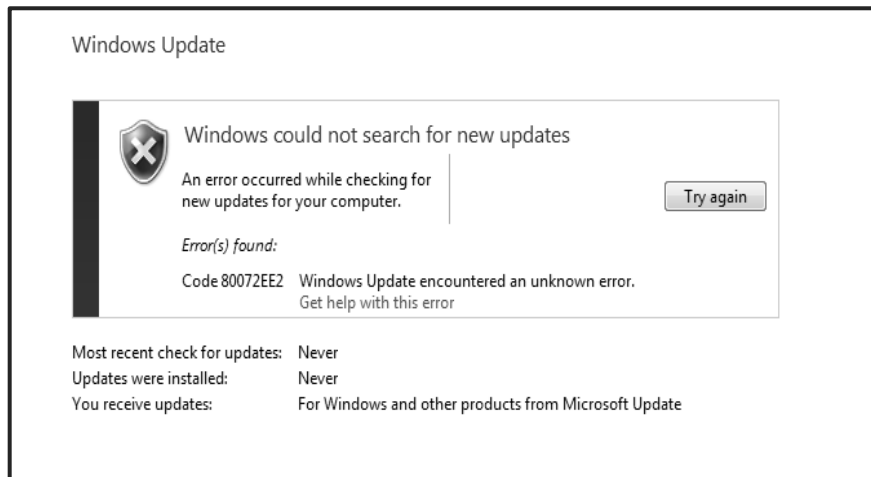 Windows Update
Windows could not search for new updates
An error occurred while checking for
new updates for your computer.
Try again
Error(s) found:
Code 80072EE2 Windows Update encountered an unknown error.
Get help with this error
Most recent check for updates: Never
Updates were installed: Never
You receive updates: For Windows and other products from Microsoft Update